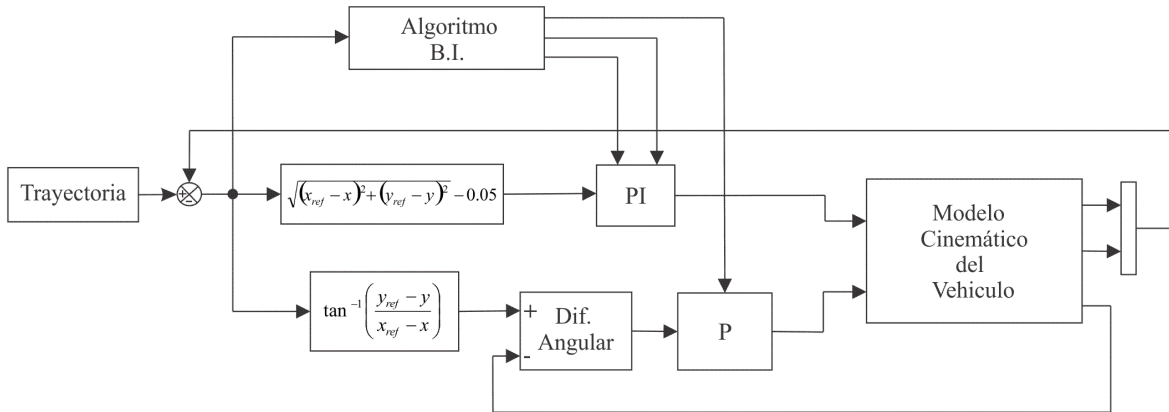 Algoritmo
B.I.
Trayectoria
+
-
√(x_ref − x)² + (y_ref − y)² − 0.05
PI
Modelo
Cinemático
del
Vehiculo
tan⁻¹(y_ref − y / x_ref − x)
+
-
Dif.
Angular
P